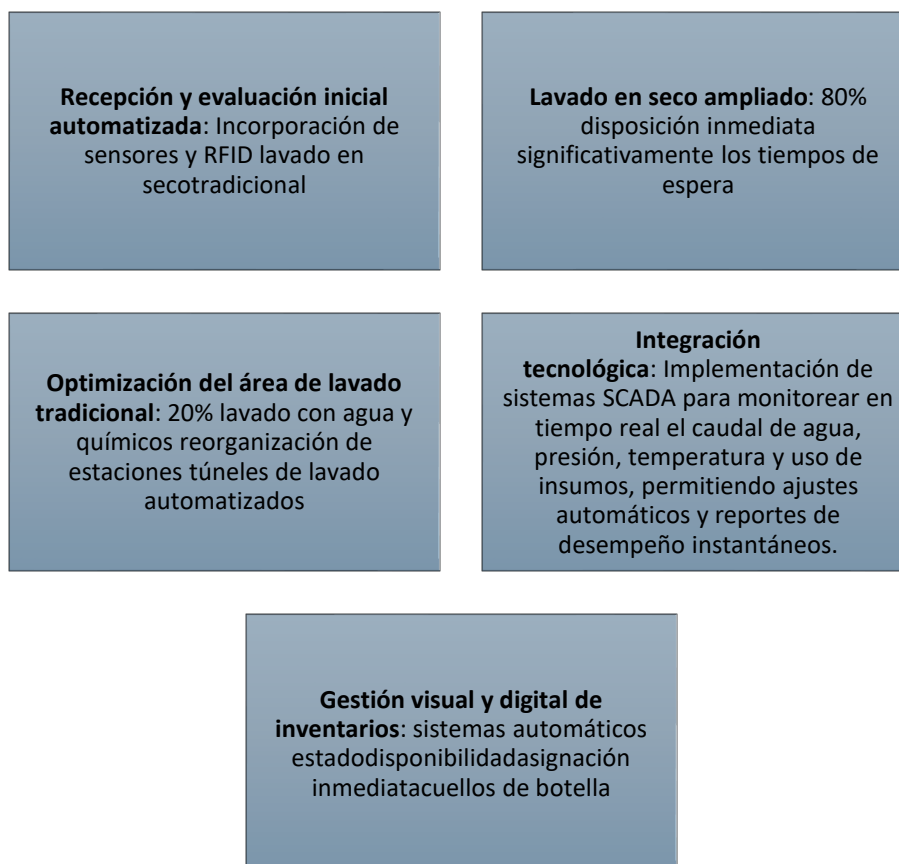 Recepción y evaluación inicial
automatizada: Incorporación de
sensores y RFID lavado en
secotradicional
Lavado en seco ampliado: 80%
disposición inmediata
significativamente los tiempos de
espera
Optimización del área de lavado
tradicional: 20% lavado con agua y
químicos reorganización de
estaciones túneles de lavado
automatizados
Integración
tecnológica: Implementación de
sistemas SCADA para monitorear en
tiempo real el caudal de agua,
presión, temperatura y uso de
insumos, permitiendo ajustes
automáticos y reportes de
desempeño instantáneos.
Gestión visual y digital de
inventarios: sistemas automáticos
estadodisponibilidadasignación
inmediatacuellos de botella